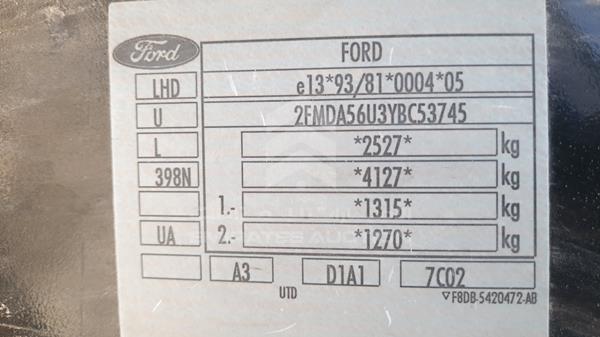 Ford FORD
LHD e13*93/81*0004*05
U 2FMDA56U3YBC53745
L *2527* kg
398N *4127* kg
1.- *1315* kg
UA 2.- *1270* kg
A3 D1A1 7C02
UTD F8DB-5420472-AB